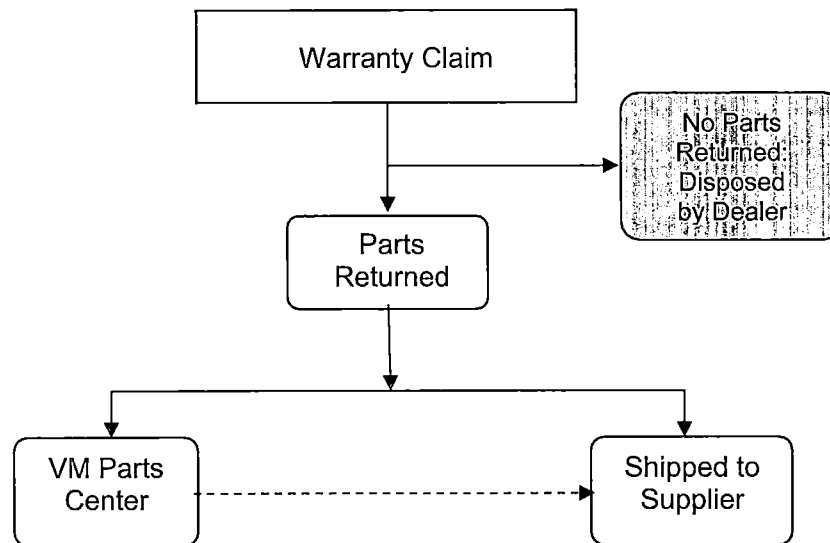 Warranty Claim
No Parts
Returned:
Disposed
by Dealer
Parts
Returned
VM Parts
Center
Shipped to
Supplier